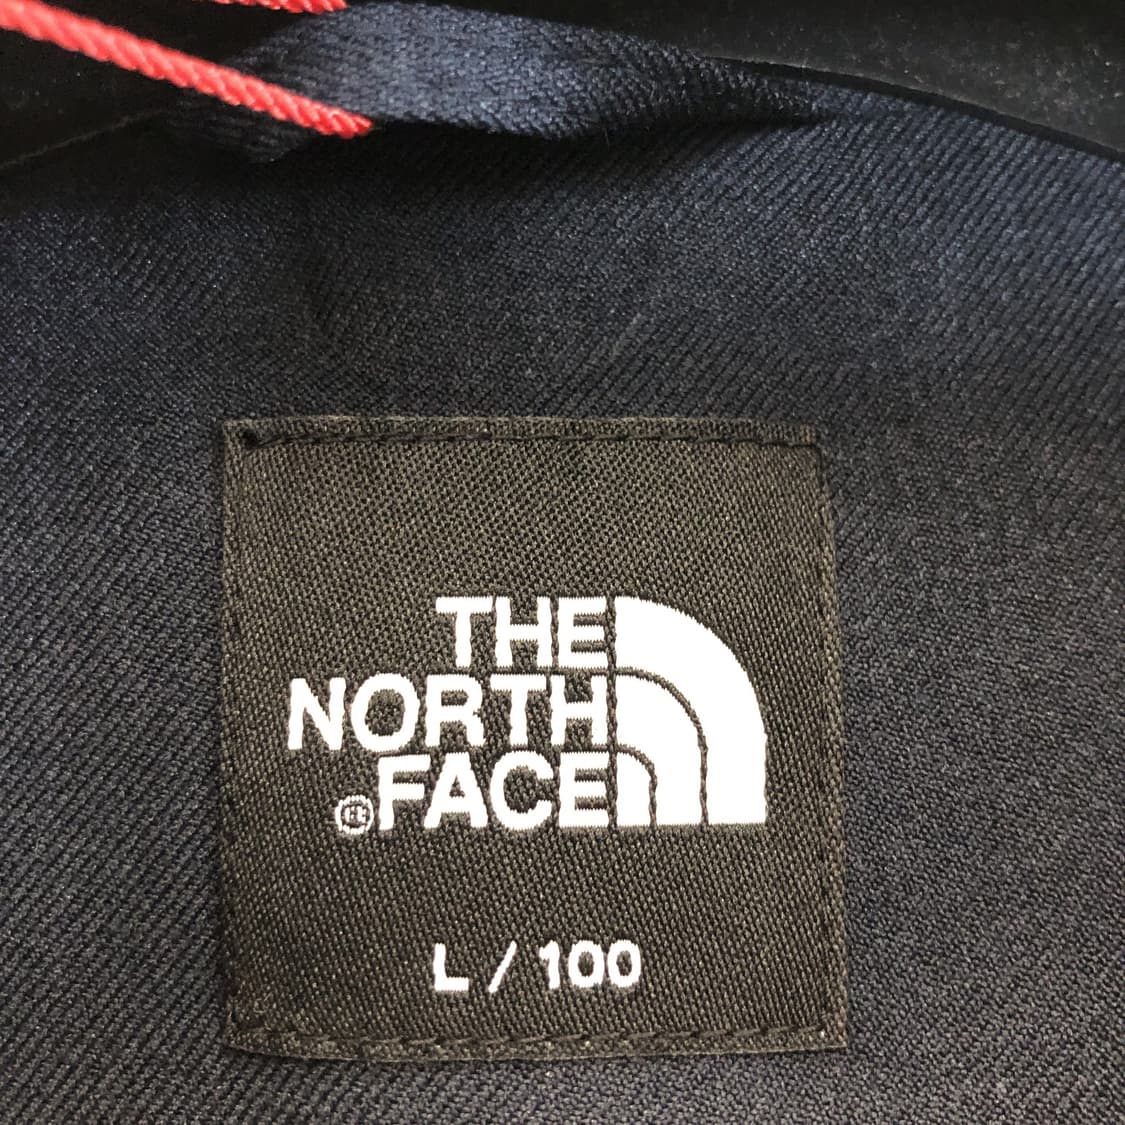 THE
NORTH
®FACE
L / 100